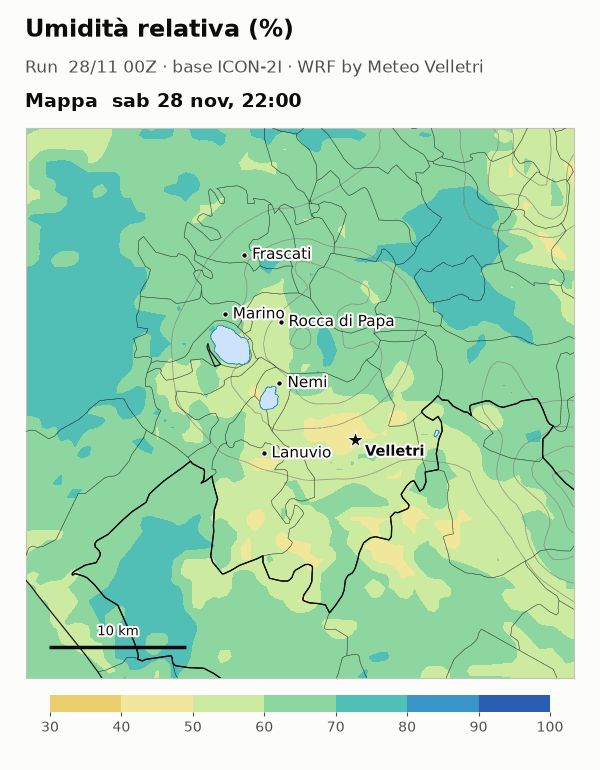 Umidità relativa (%)
Run  28/11 00Z · base ICON-2I · WRF by Meteo Velletri
Mappa  sab 28 nov, 22:00
Frascati
Marino
Rocca di Papa
Nemi
Velletri
Lanuvio
10 km
30 40 50 60 70 80 90 100